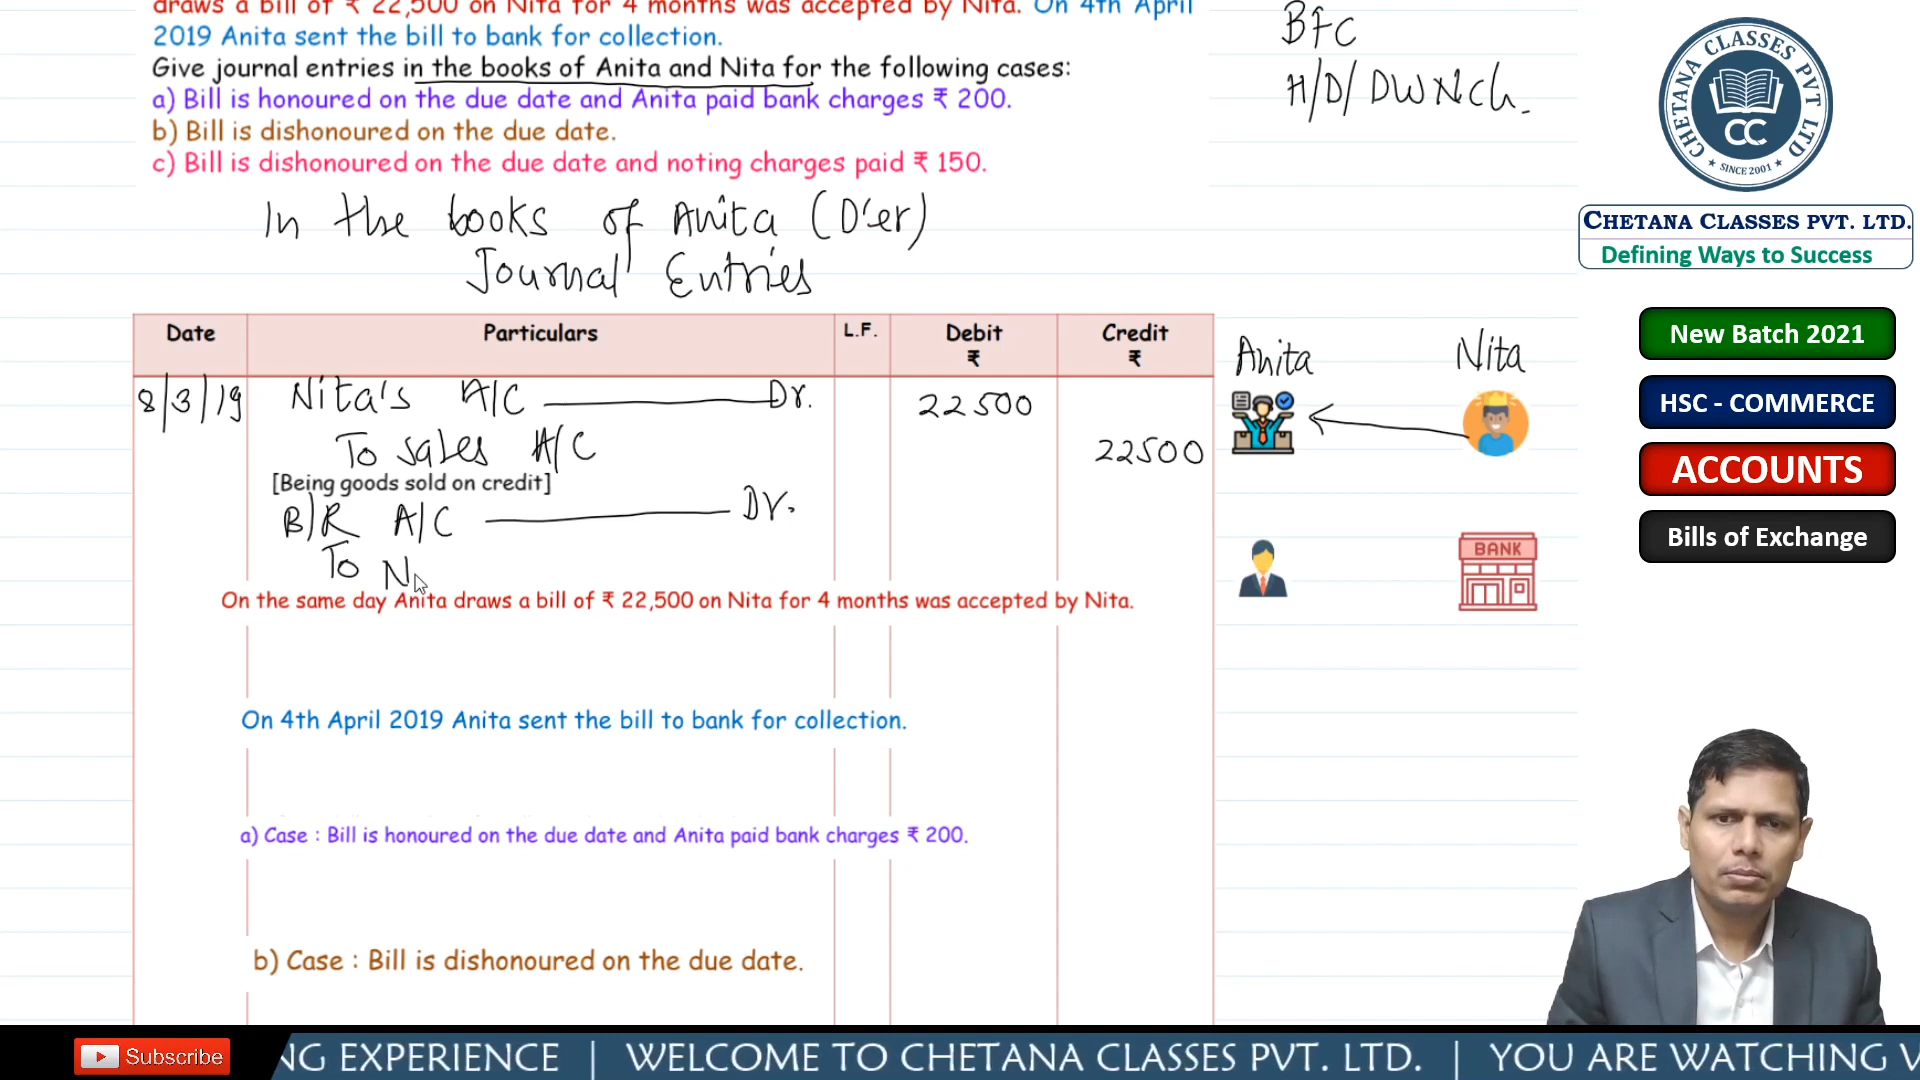 draws a bill of ₹ 22,500 on Nita for 4 months was accepted by Nita. On 4th April
2019 Anita sent the bill to bank for collection.
Give journal entries in the books of Anita and Nita for the following cases:
a) Bill is honoured on the due date and Anita paid bank charges ₹ 200.
b) Bill is dishonoured on the due date.
c) Bill is dishonoured on the due date and noting charges paid ₹ 150.
BFC
H/D/ DWNch.
In the books of Anita (D'er)
Journal Entries
Date Particulars L.F. Debit ₹ Credit ₹
8/3/19 Nita's A/C Dr. 22500
To sales A/C 22500
[Being goods sold on credit]
B/R A/C Dr.
To N
On the same day Anita draws a bill of ₹ 22,500 on Nita for 4 months was accepted by Nita.
On 4th April 2019 Anita sent the bill to bank for collection.
a) Case : Bill is honoured on the due date and Anita paid bank charges ₹ 200.
b) Case : Bill is dishonoured on the due date.
Anita Nita
BANK
CHETANA CLASSES PVT LTD
CC
SINCE 2001
CHETANA CLASSES PVT. LTD.
Defining Ways to Success
New Batch 2021
HSC - COMMERCE
ACCOUNTS
Bills of Exchange
Subscribe
NG EXPERIENCE | WELCOME TO CHETANA CLASSES PVT. LTD. | YOU ARE WATCHING V